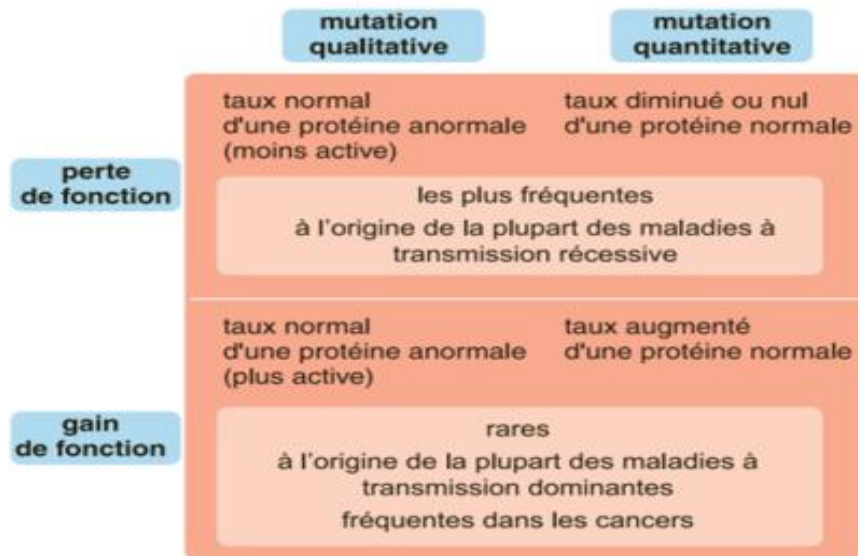 mutation
qualitative
mutation
quantitative
perte
de fonction
taux normal
d'une protéine anormale
(moins active)
taux diminué ou nul
d'une protéine normale
les plus fréquentes
à l'origine de la plupart des maladies à
transmission récessive
gain
de fonction
taux normal
d'une protéine anormale
(plus active)
taux augmenté
d'une protéine normale
rares
à l'origine de la plupart des maladies à
transmission dominantes
fréquentes dans les cancers